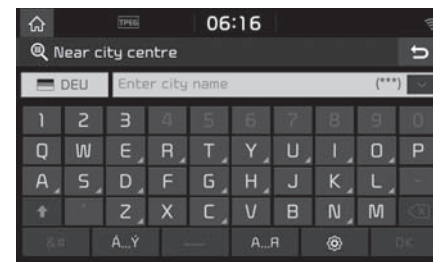 TPEG 06:16
Near city centre
DEU Enter city name (***)
1 2 3 4 5 6 7 8 9 0
Q W E R T Y U I O P
A S D F G H J K L -
' Z X C V B N M
&# Á...Ý А...Я OK